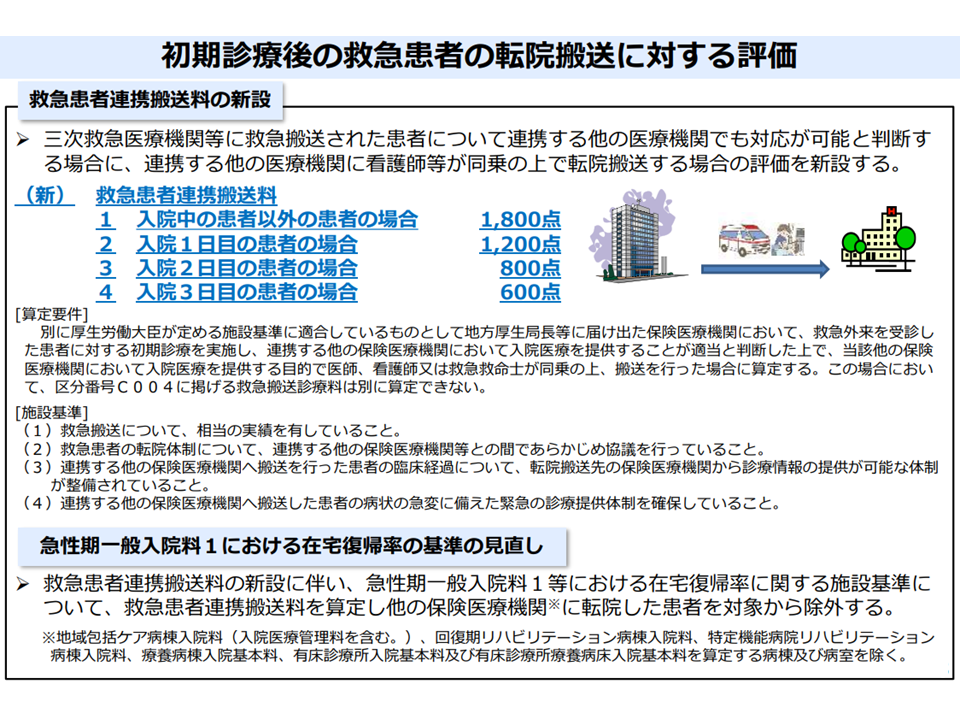 初期診療後の救急患者の転院搬送に対する評価
救急患者連携搬送料の新設
➢ 三次救急医療機関等に救急搬送された患者について連携する他の医療機関でも対応が可能と判断す
る場合に、連携する他の医療機関に看護師等が同乗の上で転院搬送する場合の評価を新設する。
（新） 救急患者連携搬送料
１ 入院中の患者以外の患者の場合 1,800点
２ 入院１日目の患者の場合 1,200点
３ 入院２日目の患者の場合 800点
４ 入院３日目の患者の場合 600点
H
[算定要件]
別に厚生労働大臣が定める施設基準に適合しているものとして地方厚生局長等に届け出た保険医療機関において、救急外来を受診し
た患者に対する初期診療を実施し、連携する他の保険医療機関において入院医療を提供することが適当と判断した上で、当該他の保険
医療機関において入院医療を提供する目的で医師、看護師又は救急救命士が同乗の上、搬送を行った場合に算定する。この場合におい
て、区分番号Ｃ００４に掲げる救急搬送診療料は別に算定できない。
[施設基準]
（１）救急搬送について、相当の実績を有していること。
（２）救急患者の転院体制について、連携する他の保険医療機関等との間であらかじめ協議を行っていること。
（３）連携する他の保険医療機関へ搬送を行った患者の臨床経過について、転院搬送先の保険医療機関から診療情報の提供が可能な体制
が整備されていること。
（４）連携する他の保険医療機関へ搬送した患者の病状の急変に備えた緊急の診療提供体制を確保していること。
急性期一般入院料１における在宅復帰率の基準の見直し
➢ 救急患者連携搬送料の新設に伴い、急性期一般入院料１等における在宅復帰率に関する施設基準に
ついて、救急患者連携搬送料を算定し他の保険医療機関※に転院した患者を対象から除外する。
※地域包括ケア病棟入院料（入院医療管理料を含む。）、回復期リハビリテーション病棟入院料、特定機能病院リハビリテーション
病棟入院料、療養病棟入院基本料、有床診療所入院基本料及び有床診療所療養病床入院基本料を算定する病棟及び病室を除く。